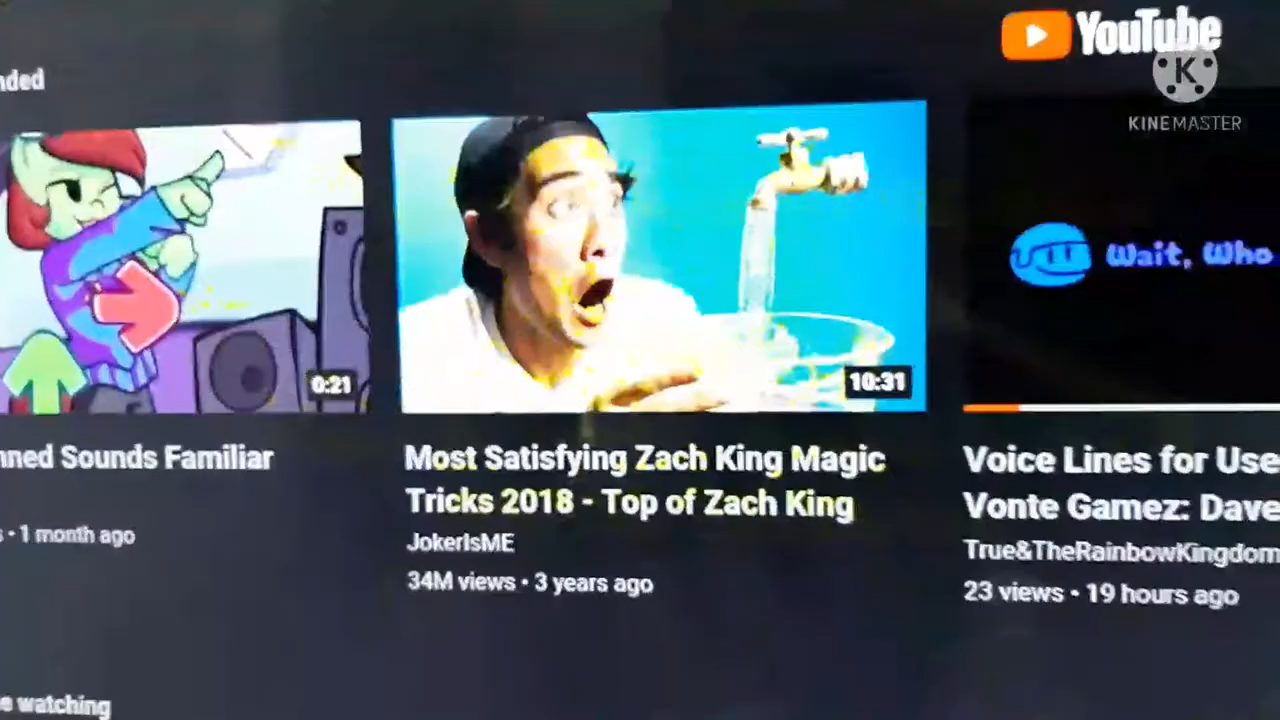 YouTube
KINEMASTER
nded
0:21
10:31
Wait, Who
nned Sounds Familiar
s • 1 month ago
Most Satisfying Zach King Magic
Tricks 2018 - Top of Zach King
JokerIsME
34M views • 3 years ago
Voice Lines for Use
Vonte Gamez: Dave
True&TheRainbowKingdom
23 views • 19 hours ago
e watching